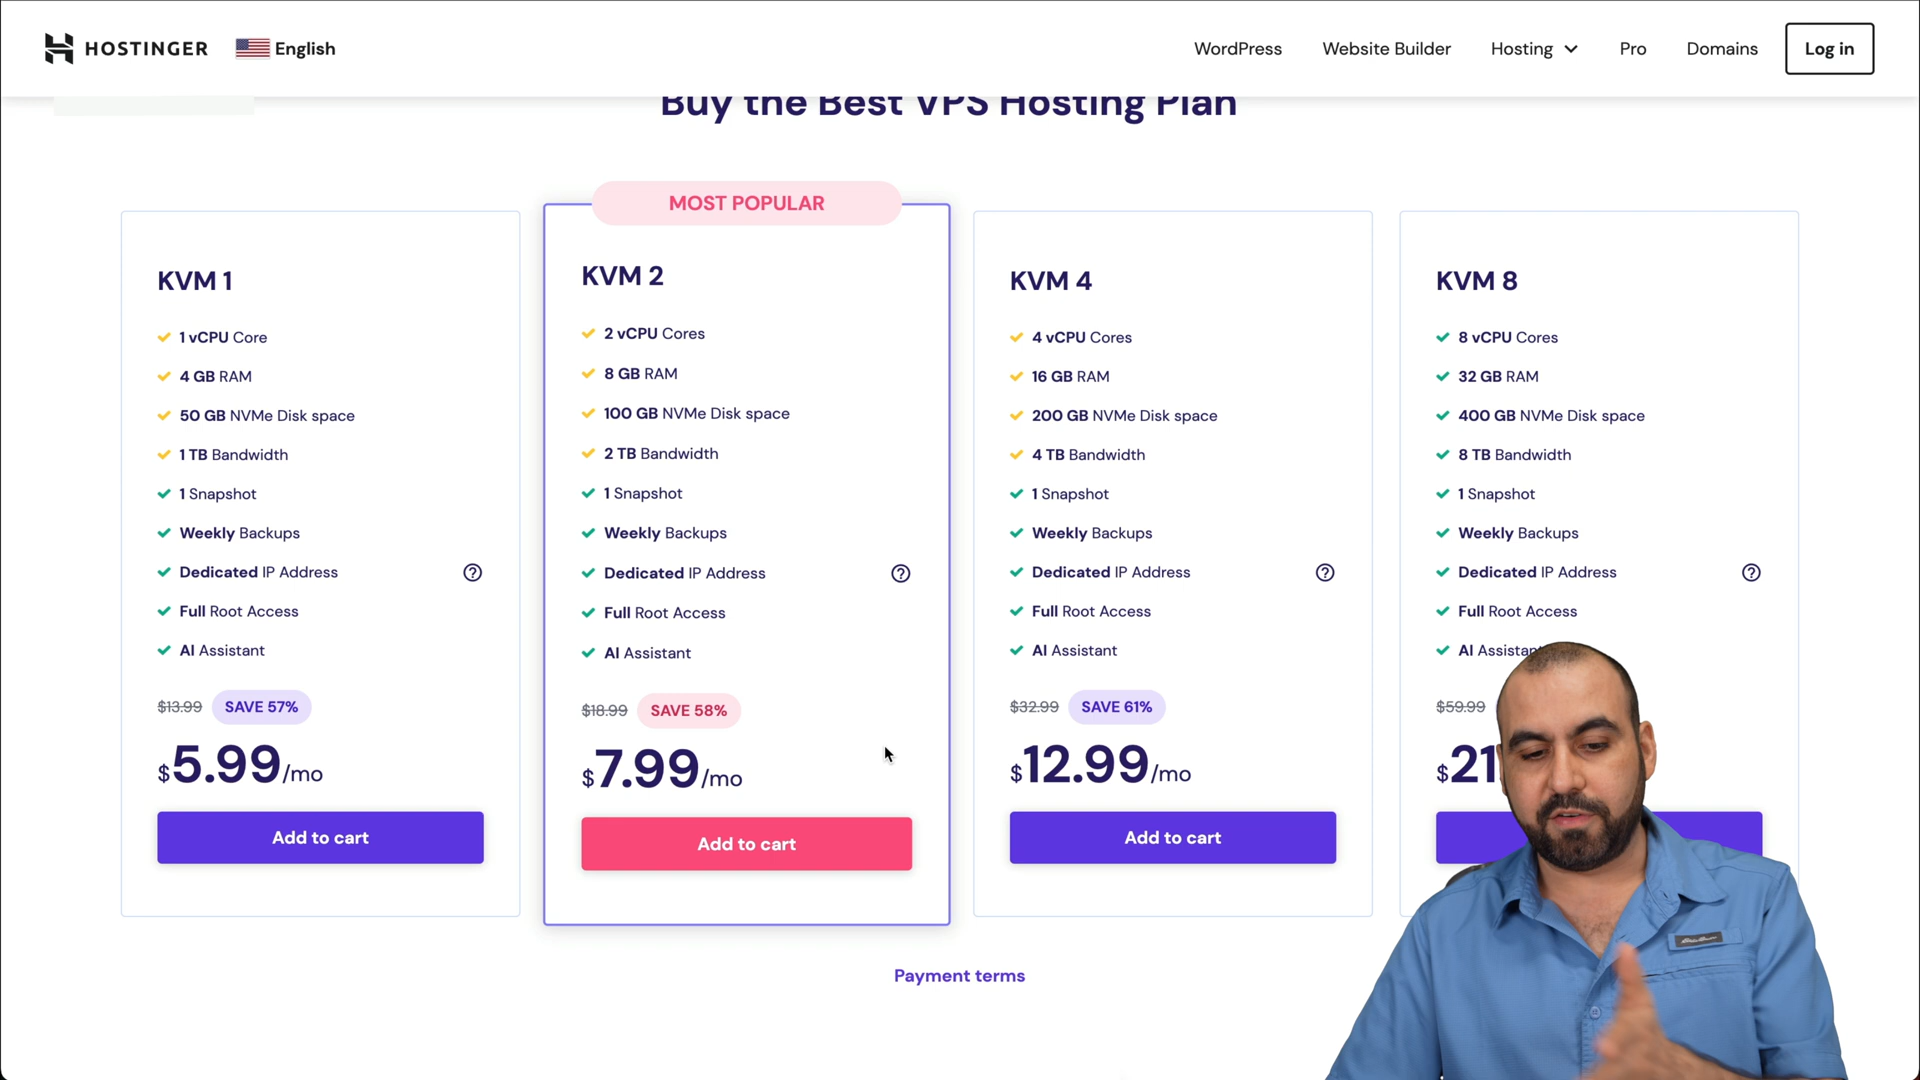 HOSTINGER
English
WordPress
Website Builder
Hosting
Pro
Domains
Log in
Buy the Best VPS Hosting Plan
KVM 1
1 vCPU Core
4 GB RAM
50 GB NVMe Disk space
1 TB Bandwidth
1 Snapshot
Weekly Backups
Dedicated IP Address
Full Root Access
AI Assistant
$13.99
SAVE 57%
$5.99/mo
Add to cart
MOST POPULAR
KVM 2
2 vCPU Cores
8 GB RAM
100 GB NVMe Disk space
2 TB Bandwidth
1 Snapshot
Weekly Backups
Dedicated IP Address
Full Root Access
AI Assistant
$18.99
SAVE 58%
$7.99/mo
Add to cart
KVM 4
4 vCPU Cores
16 GB RAM
200 GB NVMe Disk space
4 TB Bandwidth
1 Snapshot
Weekly Backups
Dedicated IP Address
Full Root Access
AI Assistant
$32.99
SAVE 61%
$12.99/mo
Add to cart
KVM 8
8 vCPU Cores
32 GB RAM
400 GB NVMe Disk space
8 TB Bandwidth
1 Snapshot
Weekly Backups
Dedicated IP Address
Full Root Access
AI Assistant
$59.99
$21
Payment terms